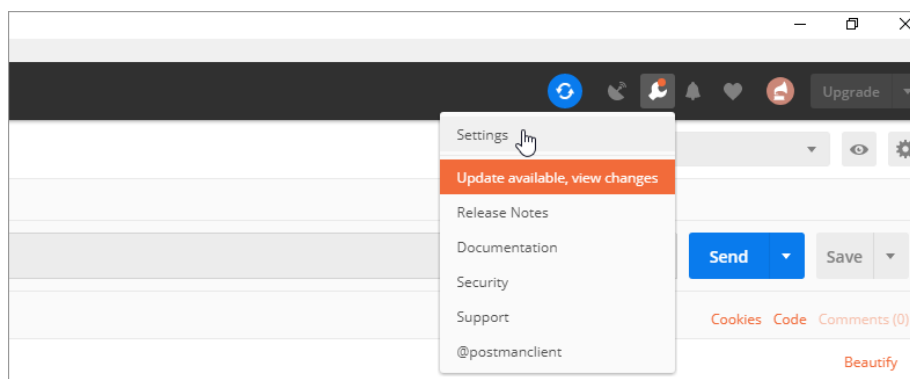 Upgrade
Settings
Update available, view changes
Release Notes
Documentation
Security
Support
@postmanclient
Send
Save
Cookies Code Comments (0)
Beautify